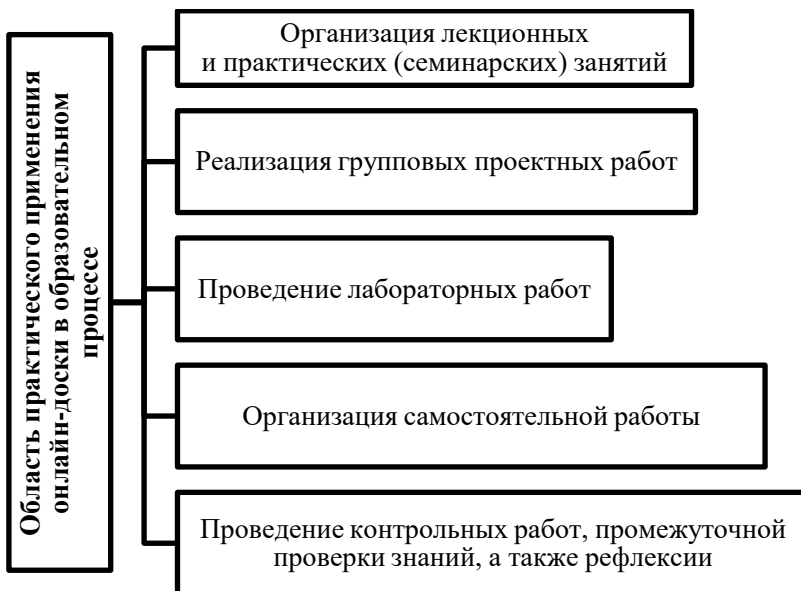 Область практического применения
онлайн-доски в образовательном
процессе
Организация лекционных
и практических (семинарских) занятий
Реализация групповых проектных работ
Проведение лабораторных работ
Организация самостоятельной работы
Проведение контрольных работ, промежуточной
проверки знаний, а также рефлексии